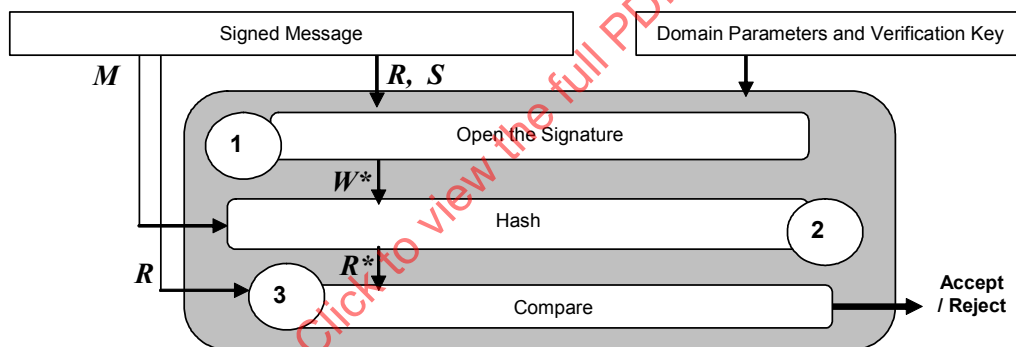 Signed Message
Domain Parameters and Verification Key
M
R, S
1
Open the Signature
W*
Hash
2
R
R*
3
Compare
Accept
/ Reject
Click to view the full PD